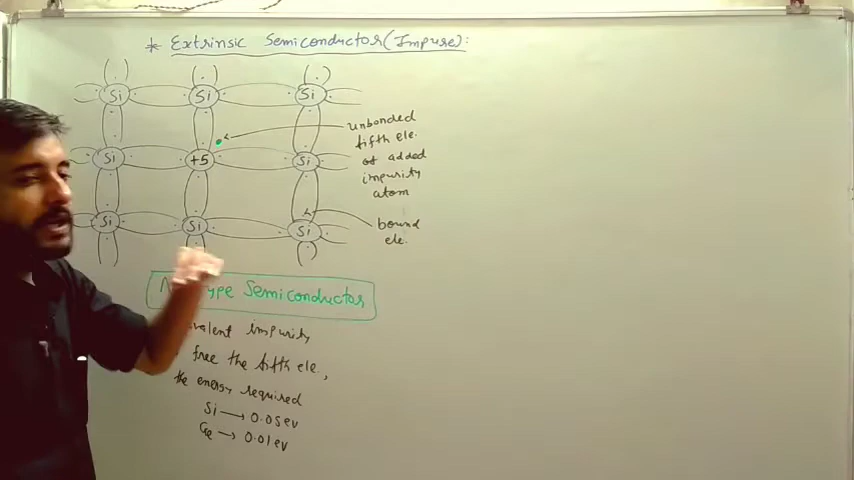 * Extrinsic Semiconductor (Impure):
Si Si Si
Si +5 Si
Si Si Si
unbonded
fifth ele.
of added
impurity
atom
bound
ele.
Type Semiconductor
valent impurity
free the fifth ele.,
the energy required
Si → 0.05 ev
Ge → 0.01 ev